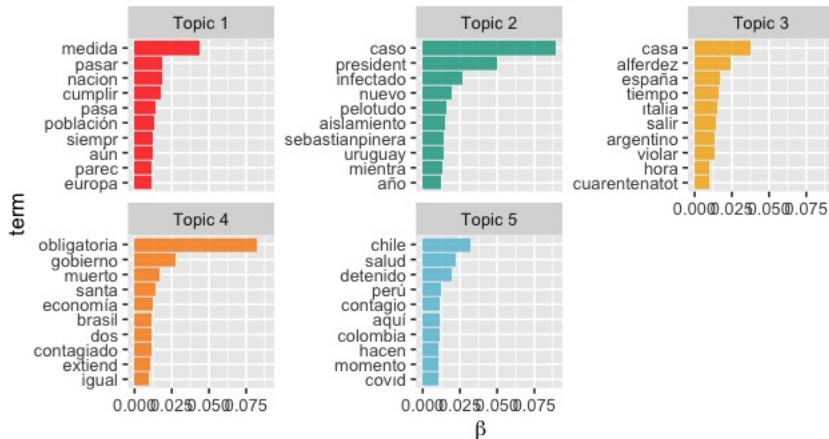 Topic 1
medida
pasar
nacion
cumplir
pasa
población
siempr
aún
parec
europa
Topic 2
caso
president
infectado
nuevo
pelotudo
aislamiento
sebastianpinera
uruguay
mientra
año
Topic 3
casa
alferdez
españa
tiempo
italia
salir
argentino
violar
hora
cuarentenatot
0.000 0.025 0.050 0.075
term
Topic 4
obligatoria
gobierno
muerto
santa
economía
brasil
dos
contagiado
extiend
igual
0.000 0.025 0.050 0.075
Topic 5
chile
salud
detenido
perú
contagio
aquí
colombia
hacen
momento
covid
0.000 0.025 0.050 0.075
β